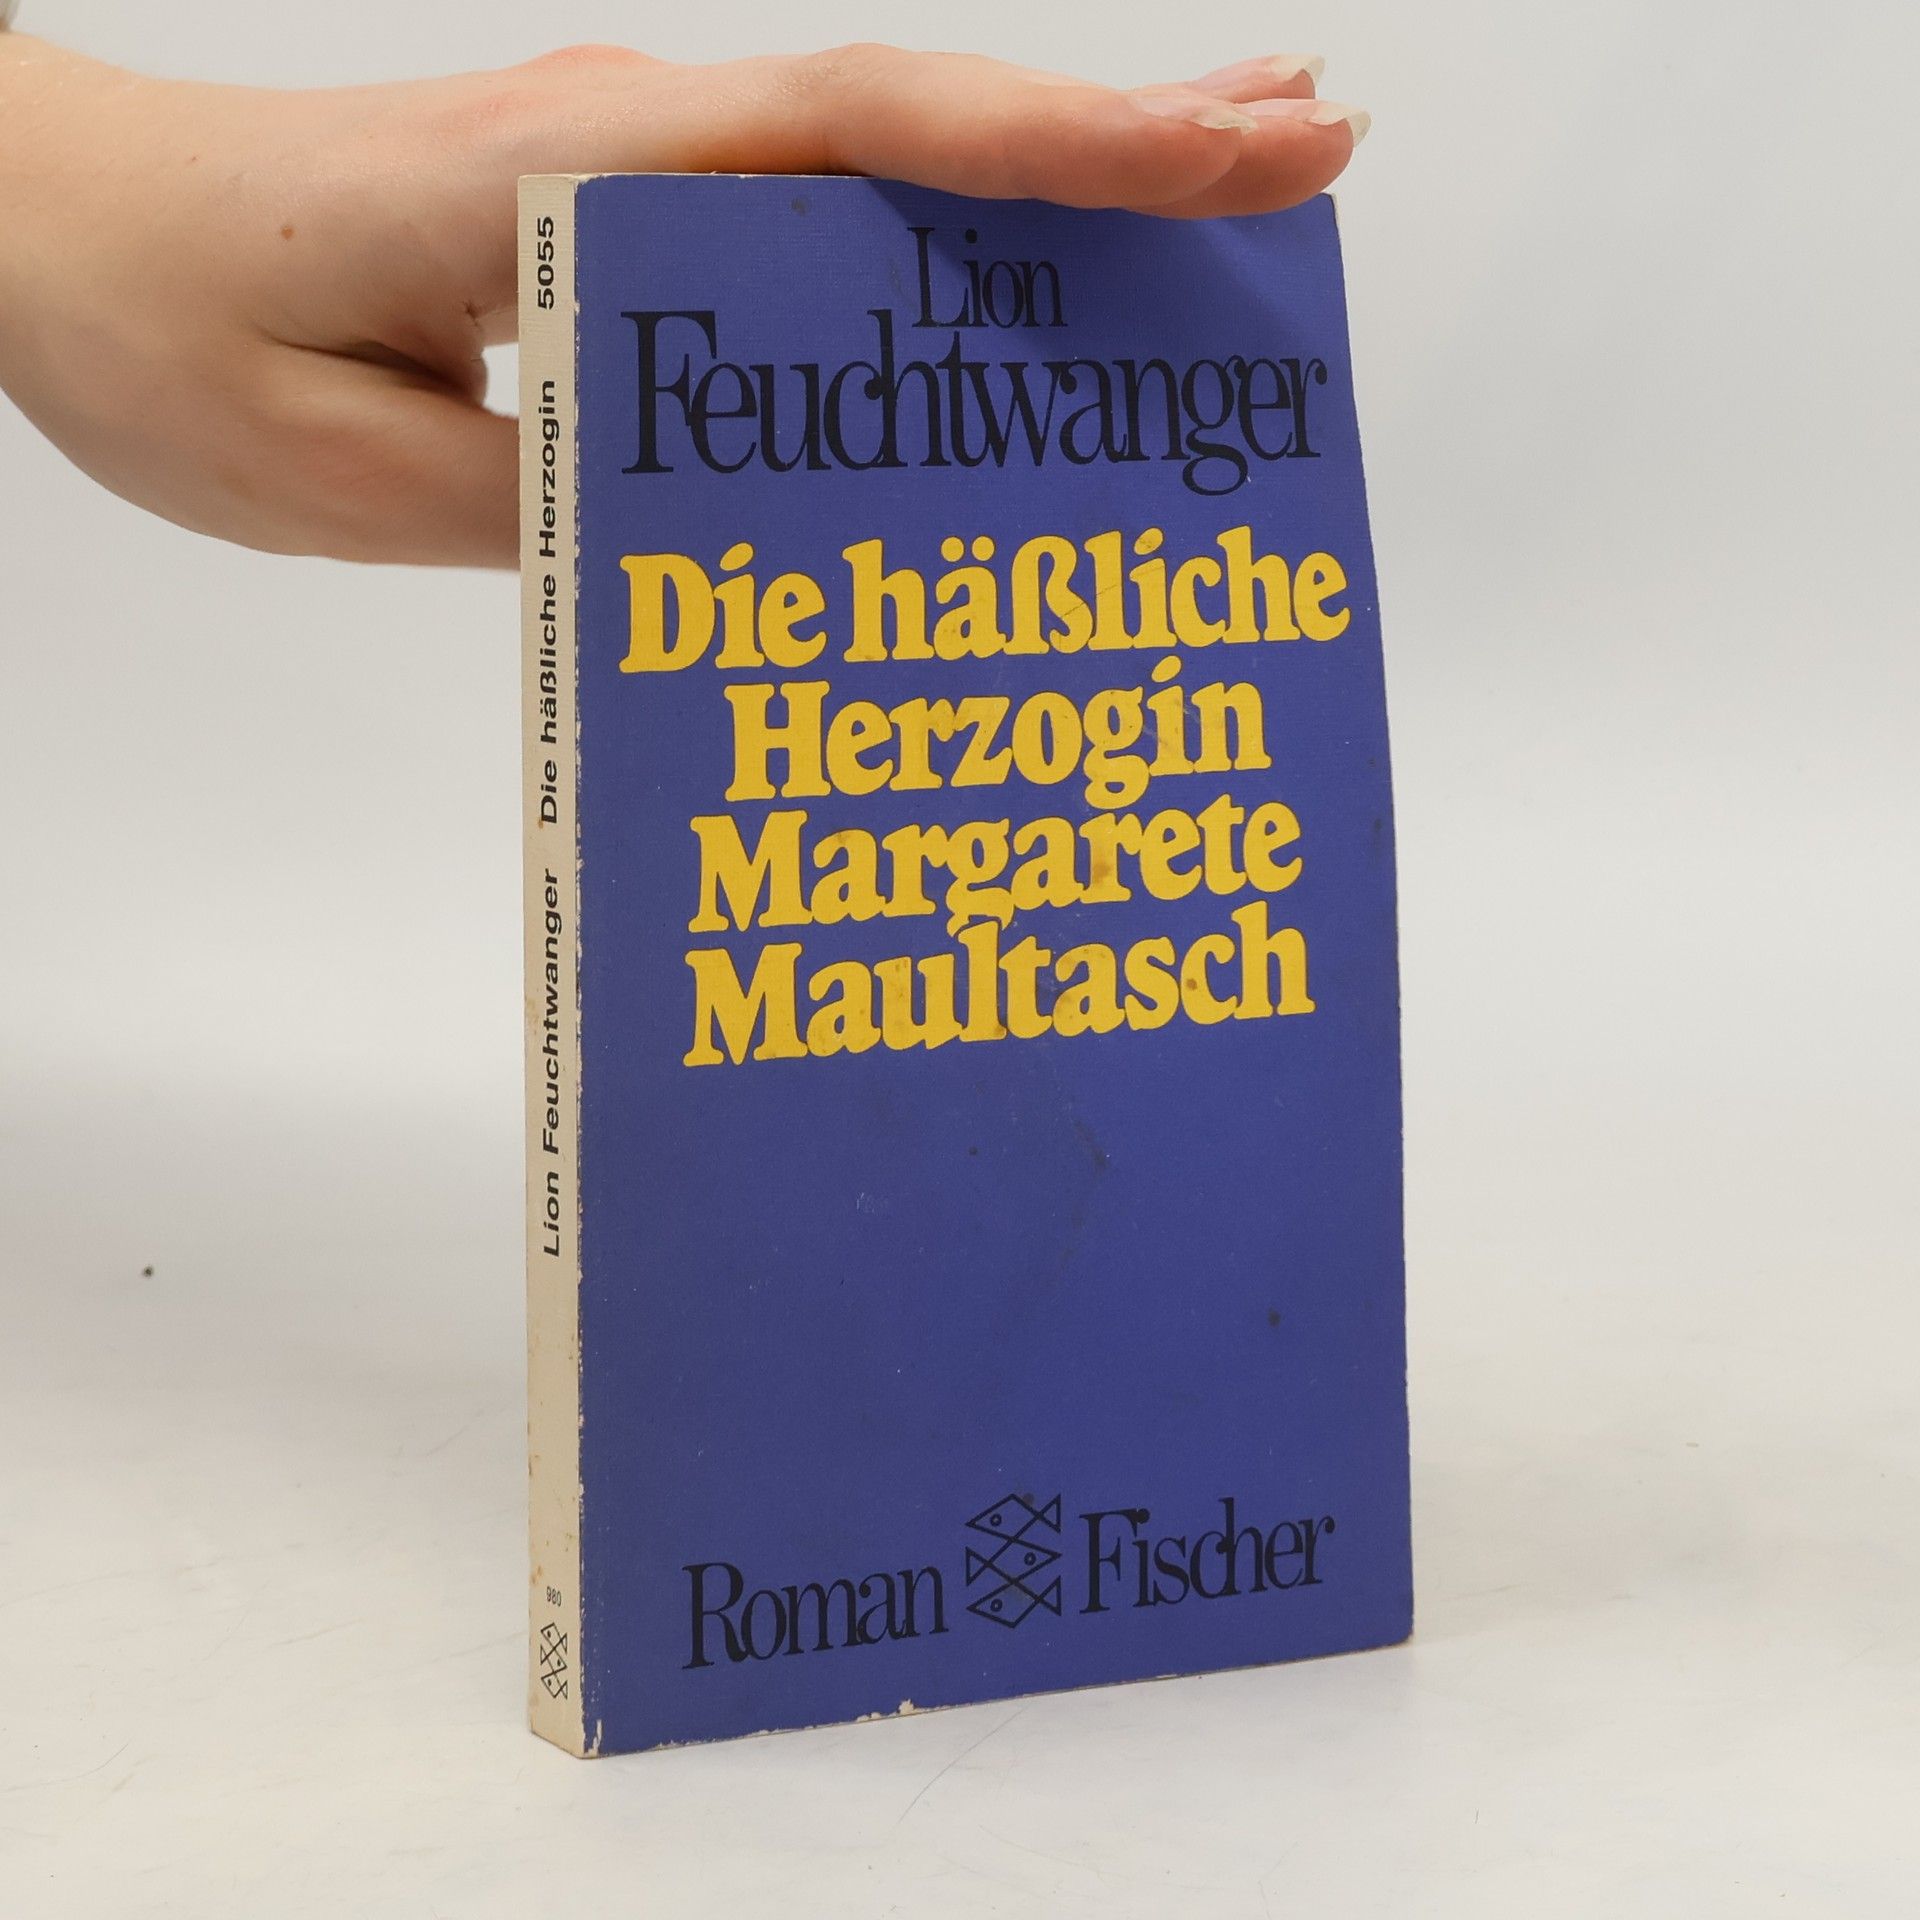 Lion
Feuchtwanger
Die häßliche
Herzogin
Margarete
Maultasch
Roman Fischer
Lion Feuchtwanger Die häßliche Herzogin 5055
980